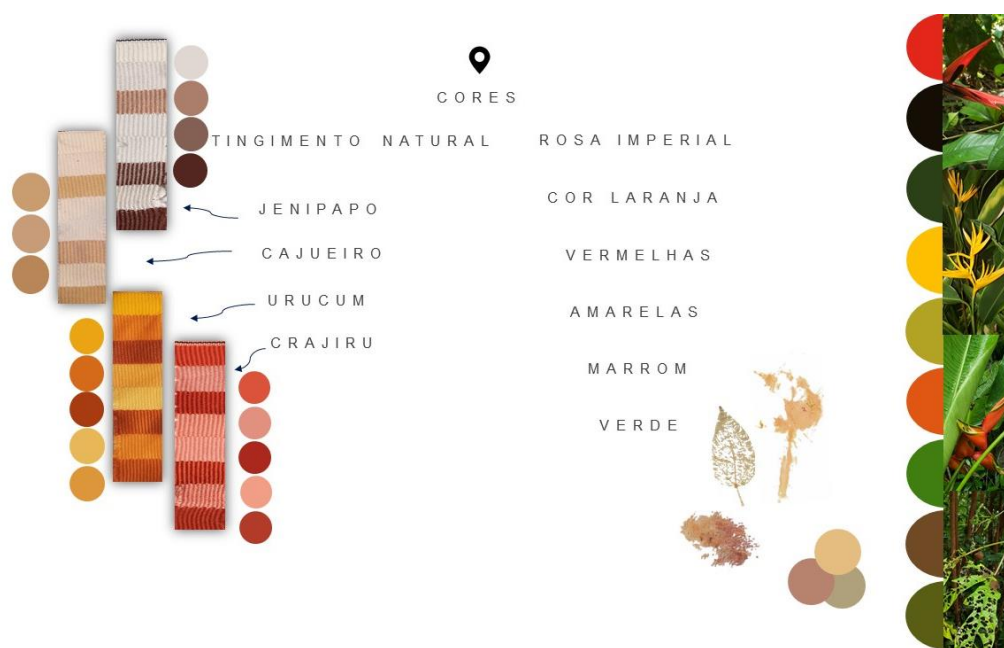 CORES
TINGIMENTO NATURAL
JENIPAPO
CAJUEIRO
URUCUM
CRAJIRU
ROSA IMPERIAL
COR LARANJA
VERMELHAS
AMARELAS
MARROM
VERDE